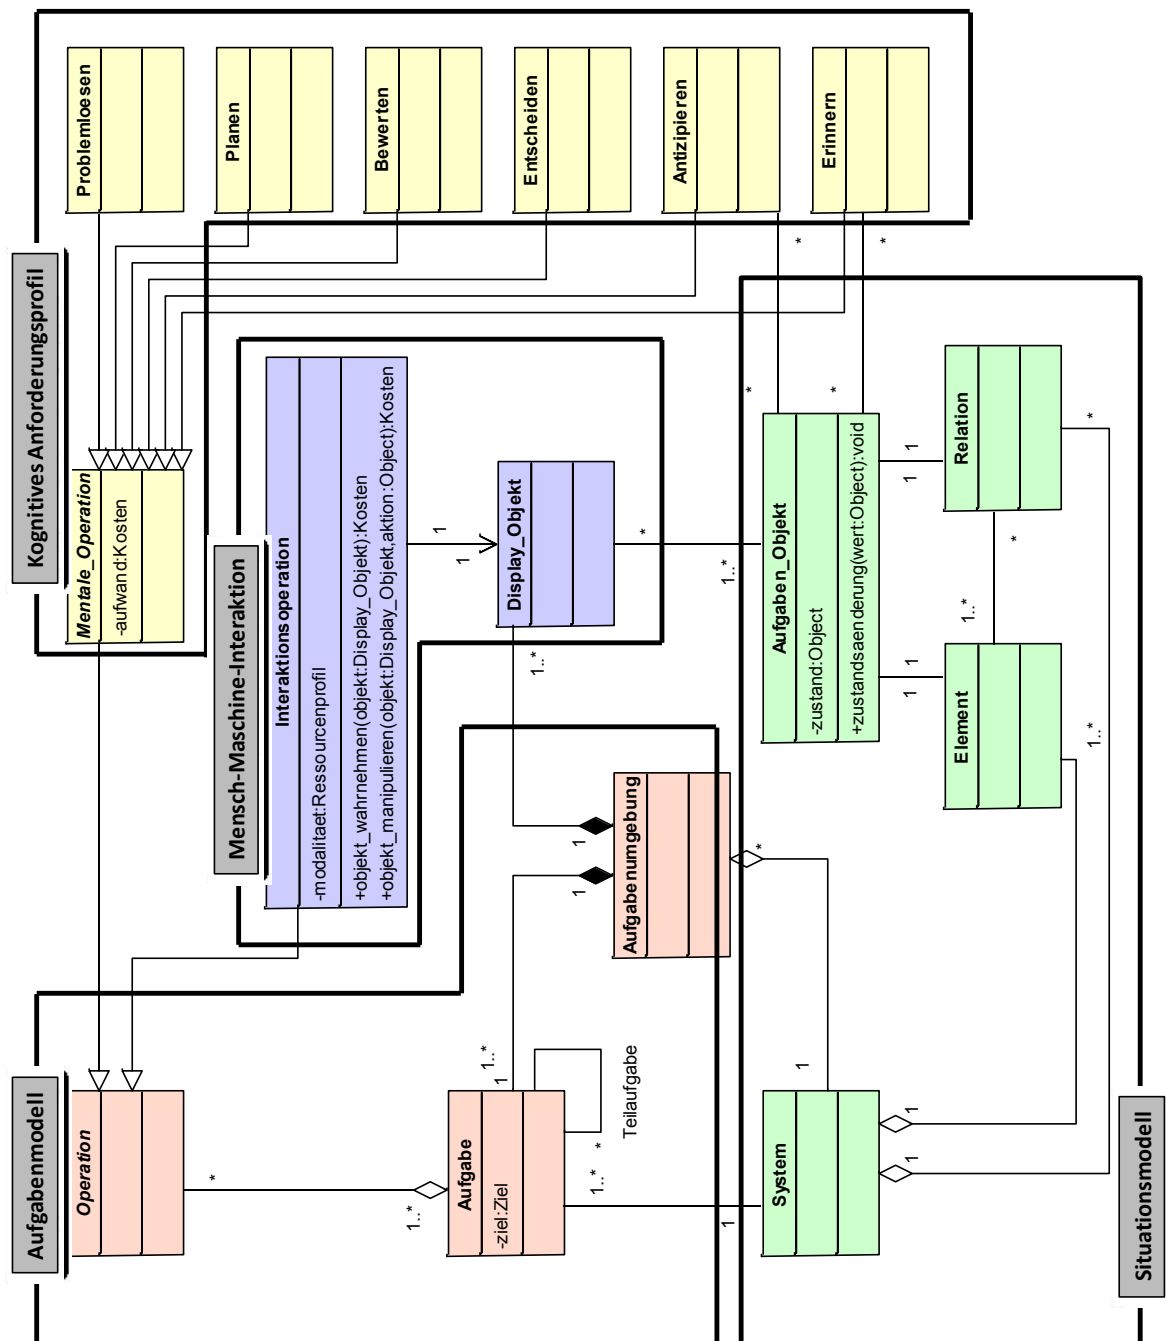 Aufgabenmodell
Kognitives Anforderungsprofil
Operation
Mentale_Operation
-aufwand:Kosten
Problemloesen
Planen
Bewerten
Entscheiden
Antizipieren
Erinnern
*
1..*
Mensch-Maschine-Interaktion
Interaktionsoperation
-modalitaet:Ressourcenprofil
+objekt_wahrnehmen(objekt:Display_Objekt):Kosten
+objekt_manipulieren(objekt:Display_Objekt,aktion:Object):Kosten
1
1
Aufgabe
-ziel:Ziel
1
1..*
*
Teilaufgabe
1..*
1
Display_Objekt
1..*
1
1
Aufgabenumgebung
*
1..*
*
*
*
*
*
1
System
1
Aufgaben_Objekt
-zustand:Object
+zustandsaenderung(wert:Object):void
1
1
1
1
Element
1..*
*
Relation
1
1
1..*
*
Situationsmodell